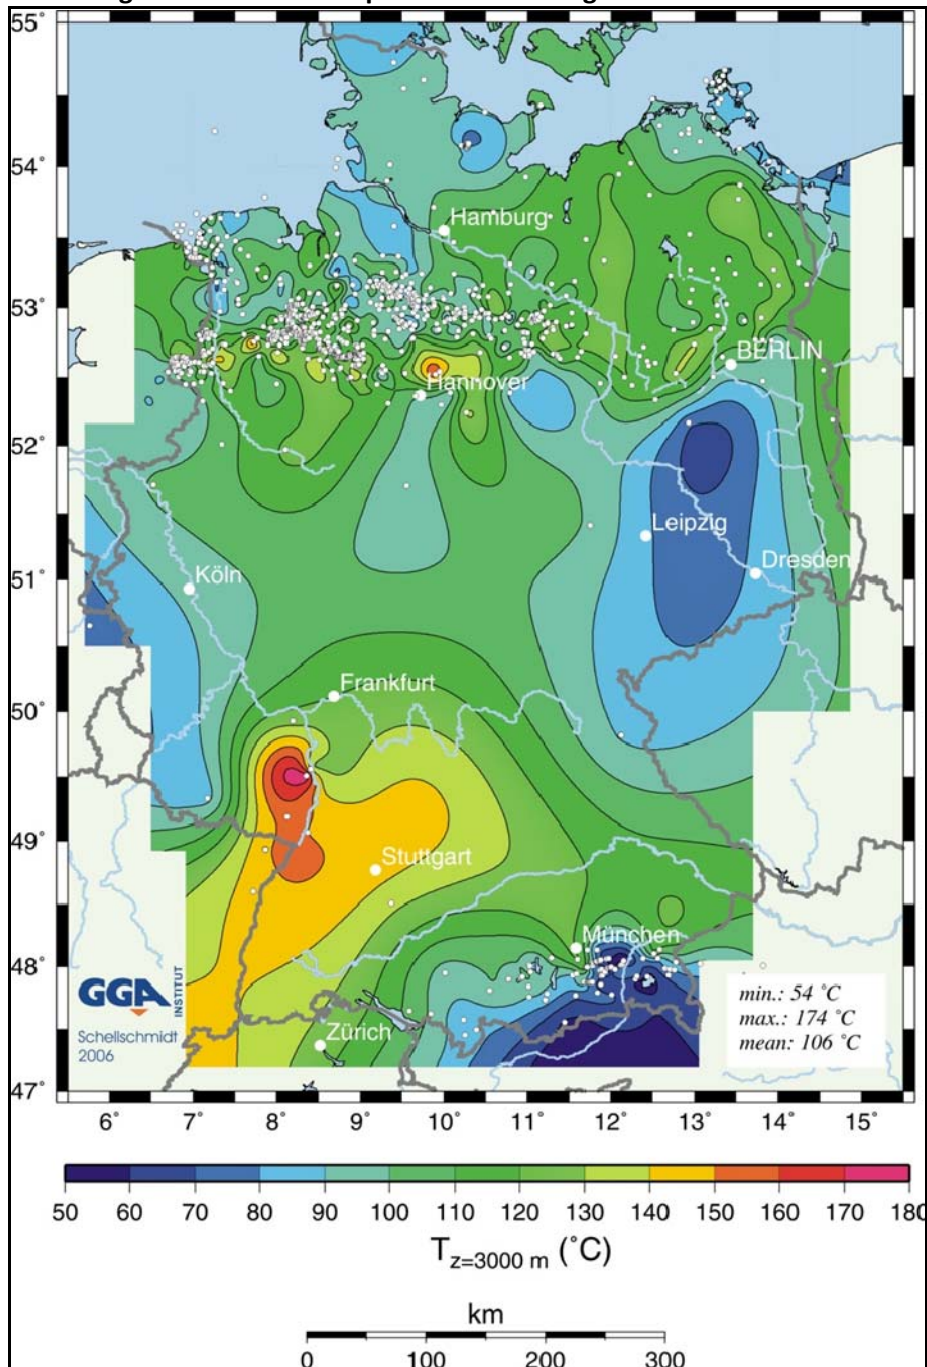 55°
54°
Hamburg
53°
BERLIN
Hannover
52°
Leipzig
Dresden
51°
Köln
Frankfurt
50°
49°
Stuttgart
München
48°
GGA
INSTITUT
Schellschmidt
2006
min.: 54 °C
max.: 174 °C
mean: 106 °C
Zürich
47°
6° 7° 8° 9° 10° 11° 12° 13° 14° 15°
50 60 70 80 90 100 110 120 130 140 150 160 170 180
Tz=3000 m (°C)
km
0 100 200 300